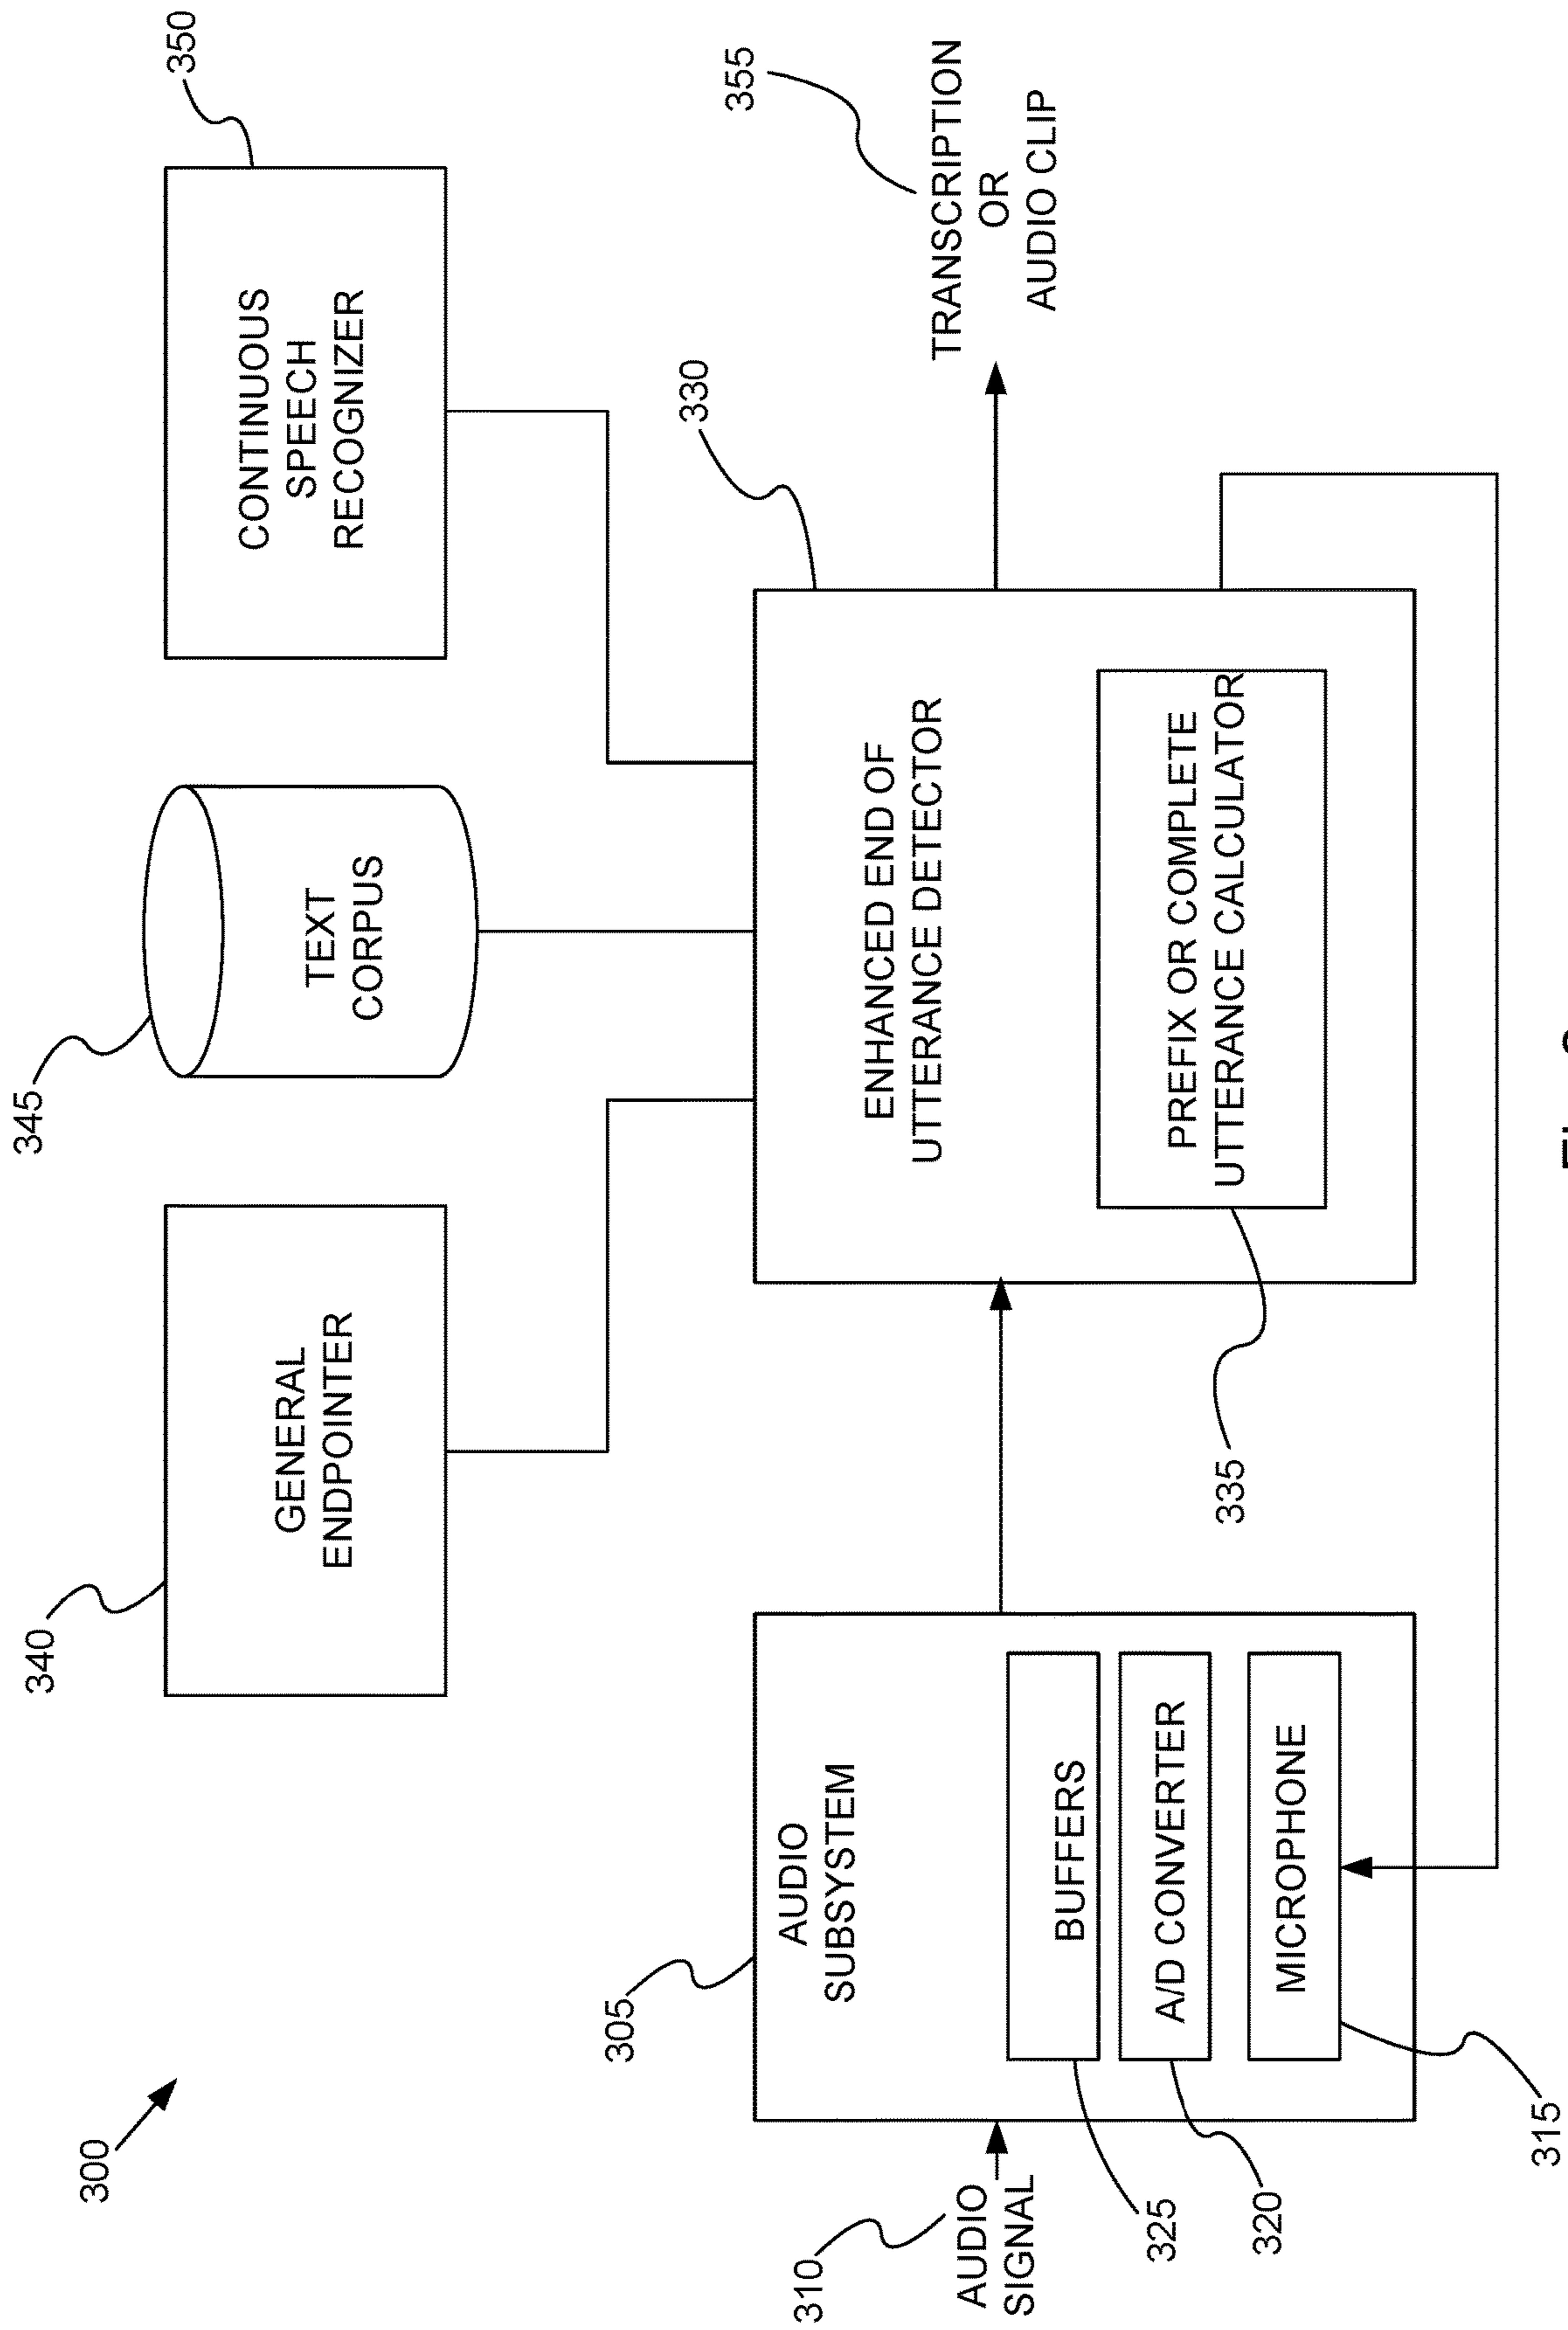 300
340
GENERAL
ENDPOINTER
345
TEXT
CORPUS
350
CONTINUOUS
SPEECH
RECOGNIZER
310
AUDIO
SIGNAL
305
AUDIO
SUBSYSTEM
BUFFERS
A/D CONVERTER
MICROPHONE
325
320
315
330
ENHANCED END OF
UTTERANCE DETECTOR
PREFIX OR COMPLETE
UTTERANCE CALCULATOR
335
355
TRANSCRIPTION
OR
AUDIO CLIP